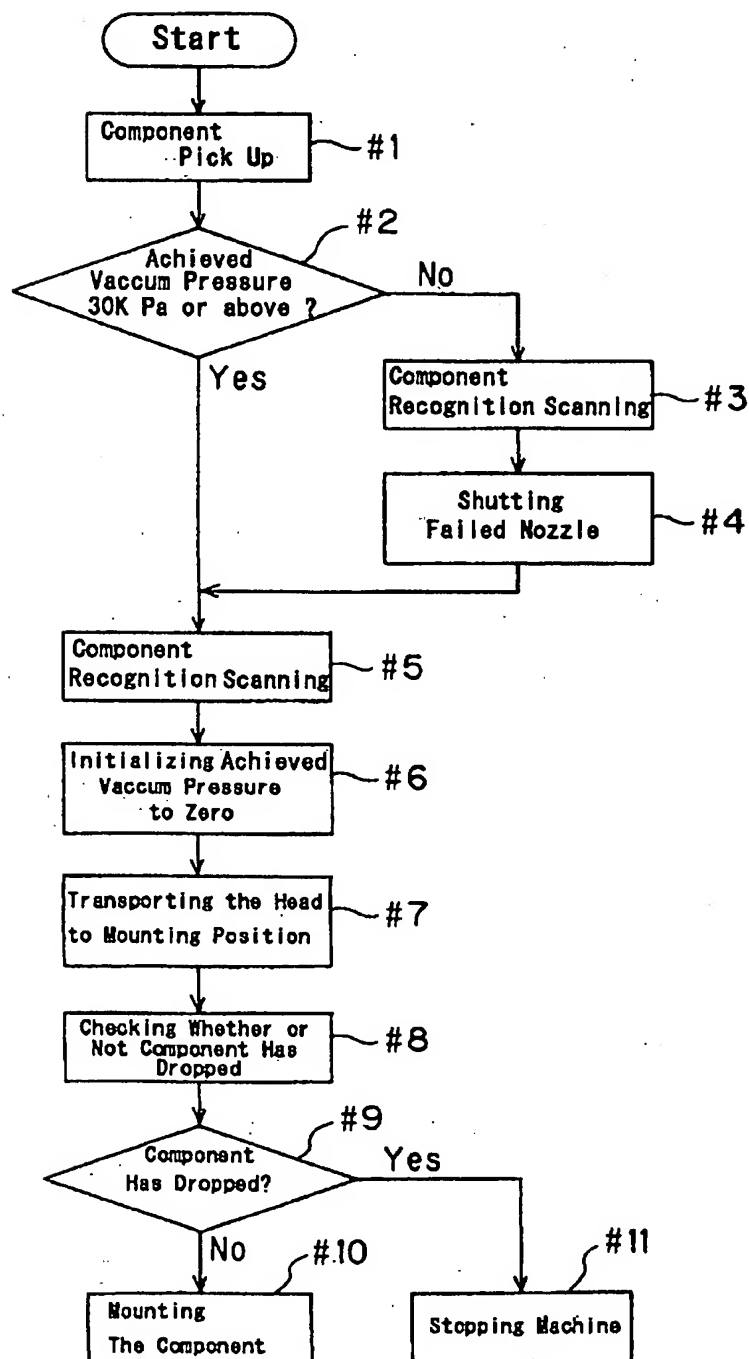 Start
Component
Pick Up
#1
#2
Achieved
Vaccum Pressure
30K Pa or above ?
No
Yes
Component
Recognition Scanning
#3
Shutting
Failed Nozzle
#4
Component
Recognition Scanning
#5
Initializing Achieved
Vaccum Pressure
to Zero
#6
Transporting the Head
to Mounting Position
#7
Checking Whether or
Not Component Has
Dropped
#8
#9
Component
Has Dropped?
Yes
No
#10
#11
Mounting
The Component
Stopping Machine